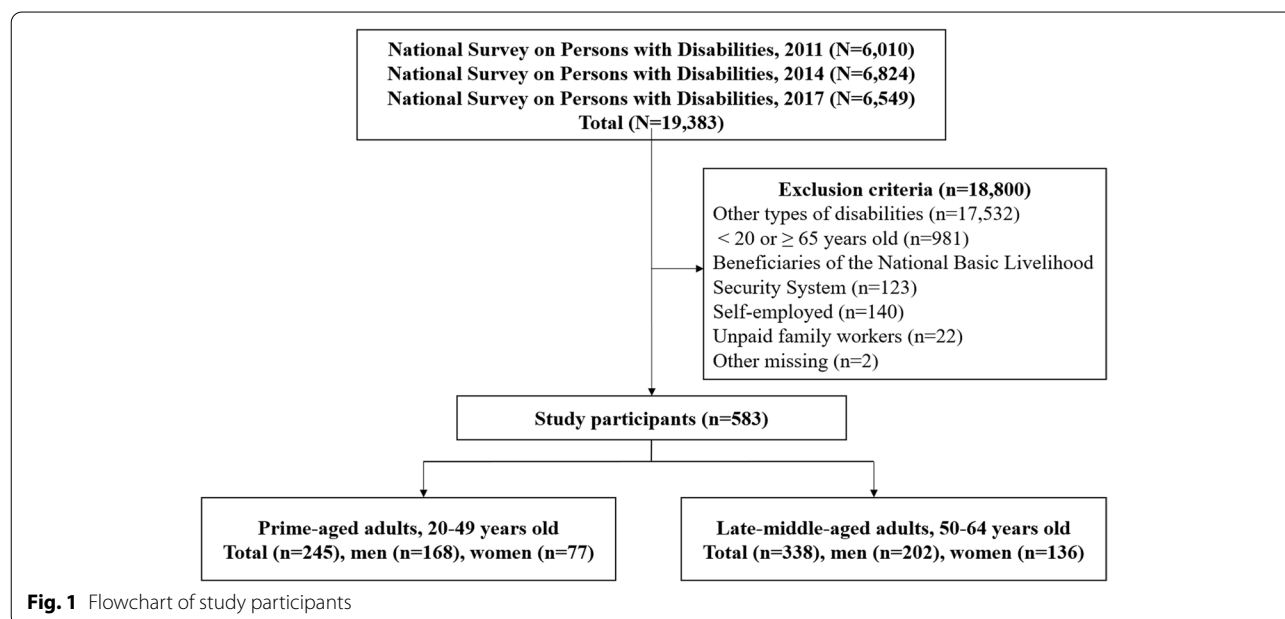 National Survey on Persons with Disabilities, 2011 (N=6,010)
National Survey on Persons with Disabilities, 2014 (N=6,824)
National Survey on Persons with Disabilities, 2017 (N=6,549)
Total (N=19,383)
Exclusion criteria (n=18,800)
Other types of disabilities (n=17,532)
< 20 or ≥ 65 years old (n=981)
Beneficiaries of the National Basic Livelihood
Security System (n=123)
Self-employed (n=140)
Unpaid family workers (n=22)
Other missing (n=2)
Study participants (n=583)
Prime-aged adults, 20-49 years old
Total (n=245), men (n=168), women (n=77)
Late-middle-aged adults, 50-64 years old
Total (n=338), men (n=202), women (n=136)
Fig. 1 Flowchart of study participants